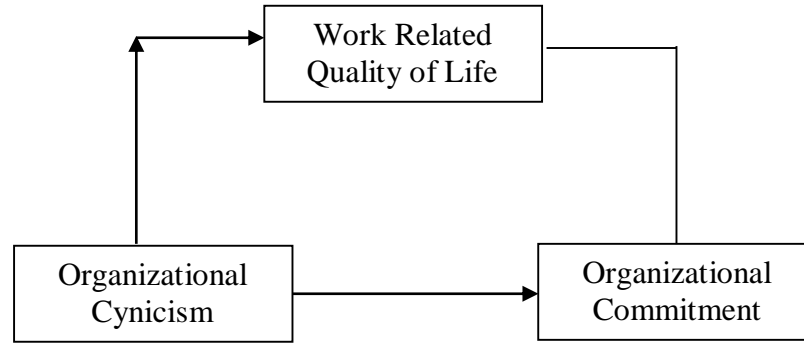 Work Related
Quality of Life
Organizational
Cynicism
Organizational
Commitment